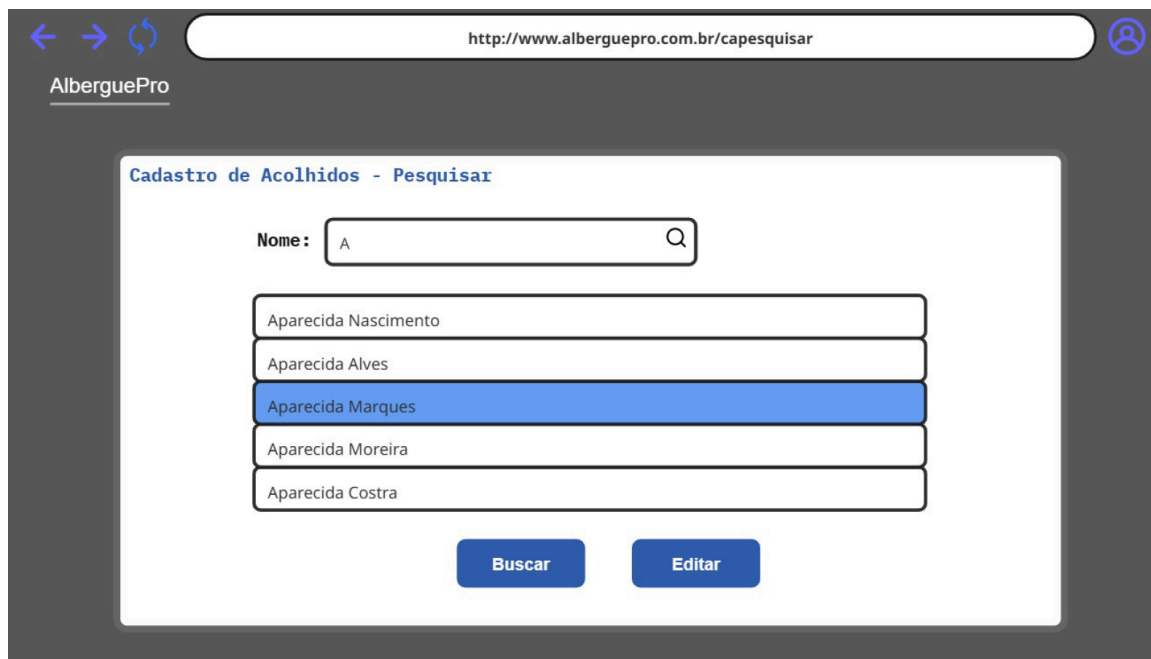 http://www.alberguepro.com.br/capesquisar
AlberguePro
Cadastro de Acolhidos - Pesquisar
Nome: A
Aparecida Nascimento
Aparecida Alves
Aparecida Marques
Aparecida Moreira
Aparecida Costra
Buscar Editar